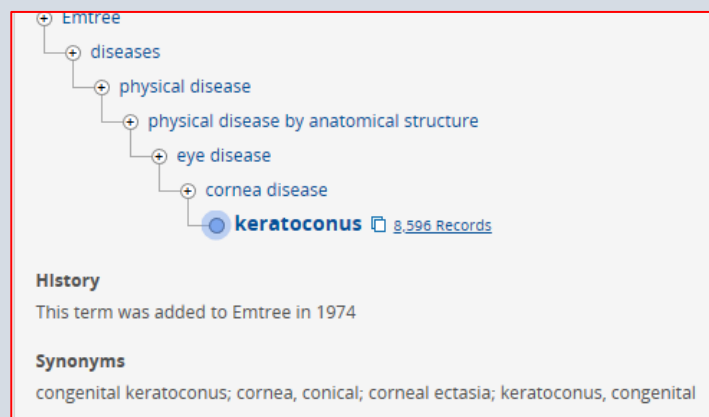 Emtree
diseases
physical disease
physical disease by anatomical structure
eye disease
cornea disease
keratoconus 8,596 Records
History
This term was added to Emtree in 1974
Synonyms
congenital keratoconus; cornea, conical; corneal ectasia; keratoconus, congenital